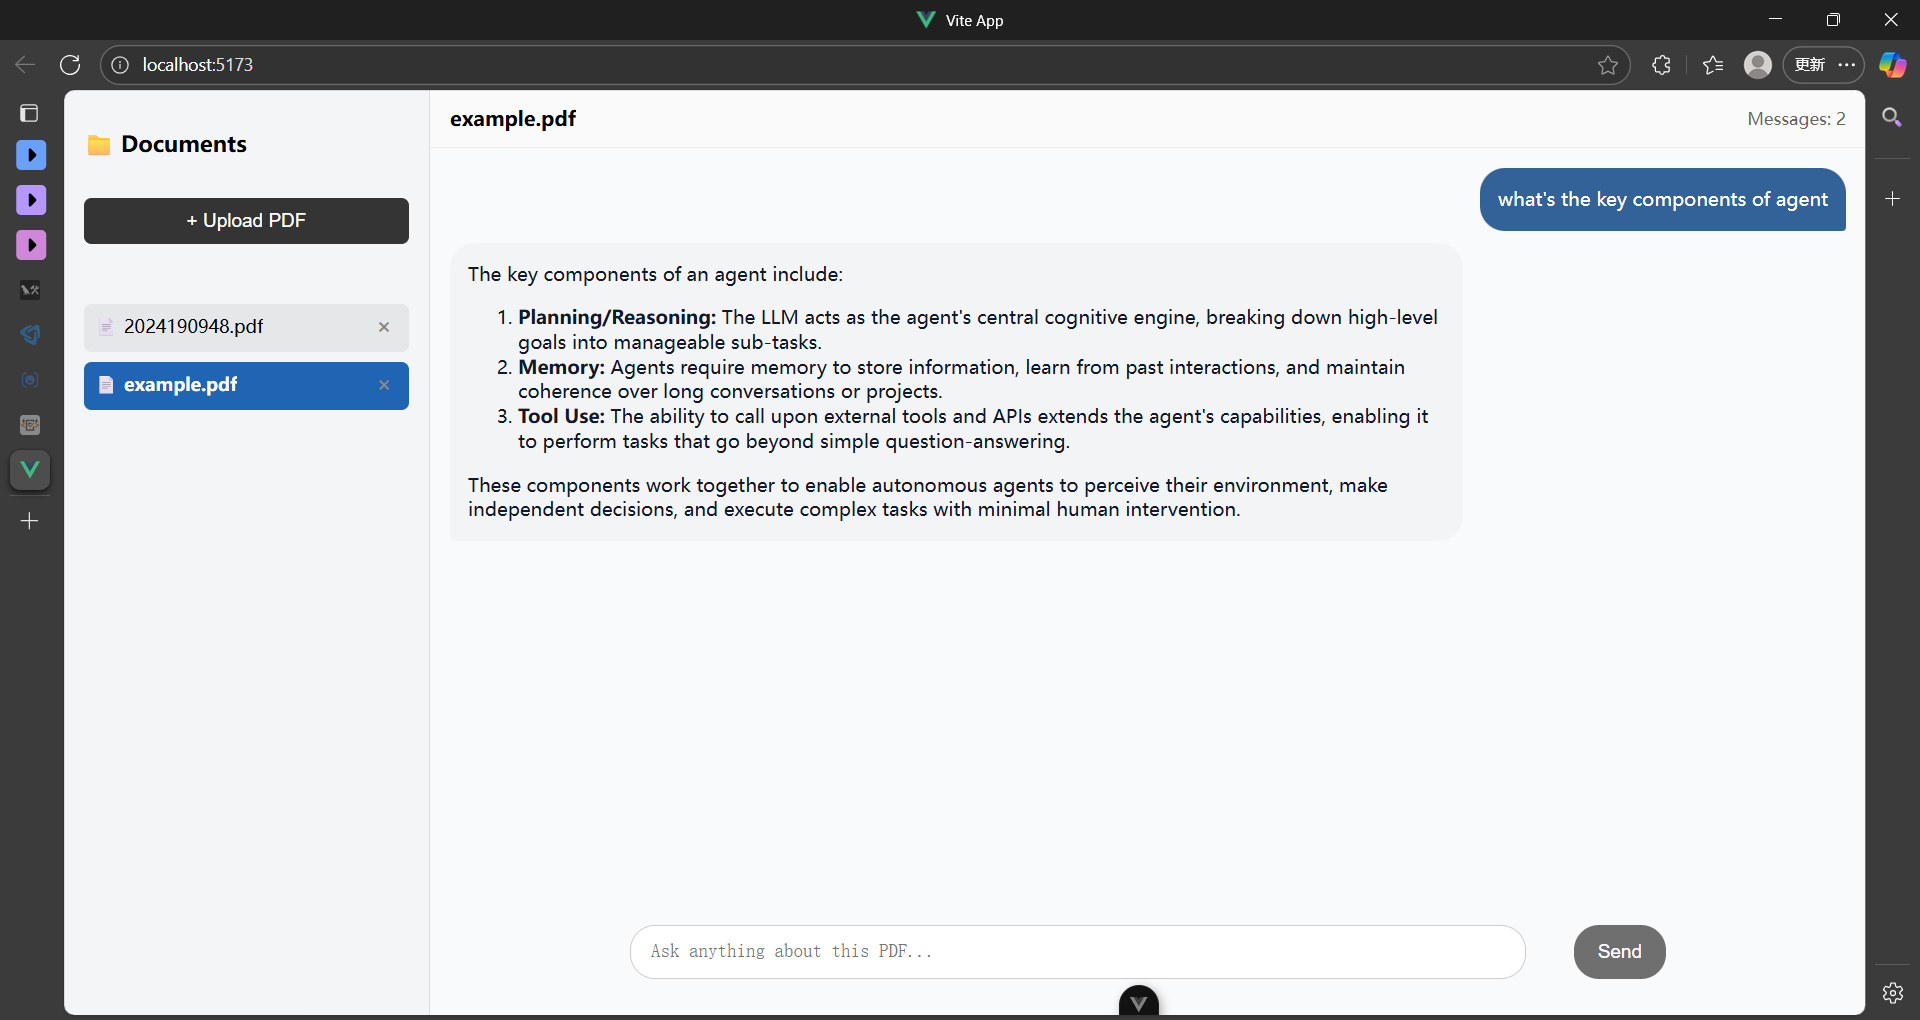 Vite App
localhost:5173
更新
Documents
+ Upload PDF
2024190948.pdf
example.pdf
example.pdf
Messages: 2
what's the key components of agent
The key components of an agent include:
1. Planning/Reasoning: The LLM acts as the agent's central cognitive engine, breaking down high-level
goals into manageable sub-tasks.
2. Memory: Agents require memory to store information, learn from past interactions, and maintain
coherence over long conversations or projects.
3. Tool Use: The ability to call upon external tools and APIs extends the agent's capabilities, enabling it
to perform tasks that go beyond simple question-answering.
These components work together to enable autonomous agents to perceive their environment, make
independent decisions, and execute complex tasks with minimal human intervention.
Ask anything about this PDF...
Send